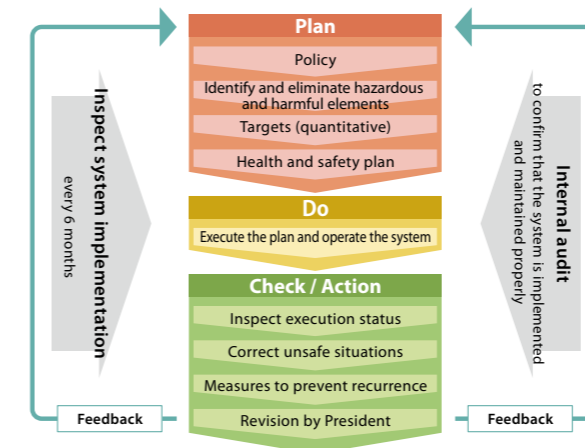 Plan
Policy
Identify and eliminate hazardous
and harmful elements
Targets (quantitative)
Health and safety plan
Do
Execute the plan and operate the system
Check / Action
Inspect execution status
Correct unsafe situations
Measures to prevent recurrence
Revision by President
Inspect system implementation
every 6 months
Internal audit
to confirm that the system is implemented
and maintained properly
Feedback
Feedback